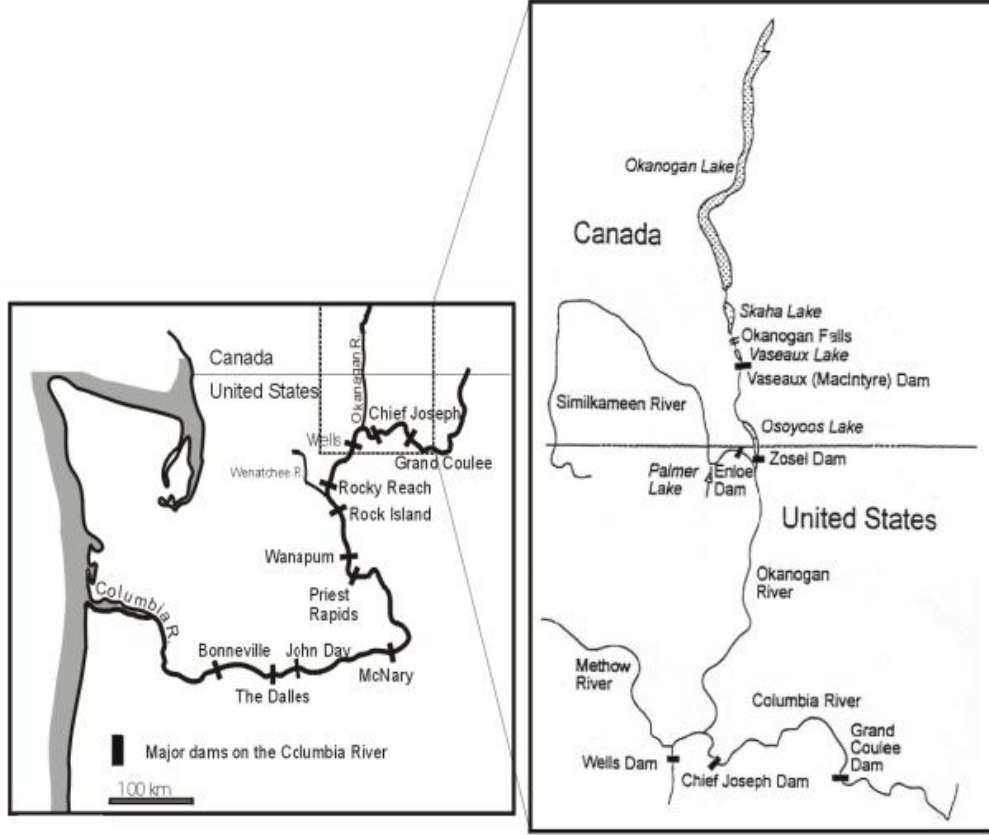 Canada
United States
Okanagan R.
Chief Joseph
Wells
Grand Coulee
Wenatchee R.
Rocky Reach
Rock Island
Wanapum
Priest
Rapids
Columbia R.
Bonneville
John Day
The Dalles
McNary
Major dams on the Columbia River
100 km
Okanogan Lake
Canada
Skaha Lake
Okanogan Falls
Vaseaux Lake
Vaseaux (MacIntyre) Dam
Similkameen River
Osoyoos Lake
Zosel Dam
Enloe
Dam
Palmer
Lake
United States
Okanogan
River
Methow
River
Columbia River
Grand
Coulee
Dam
Wells Dam
Chief Joseph Dam